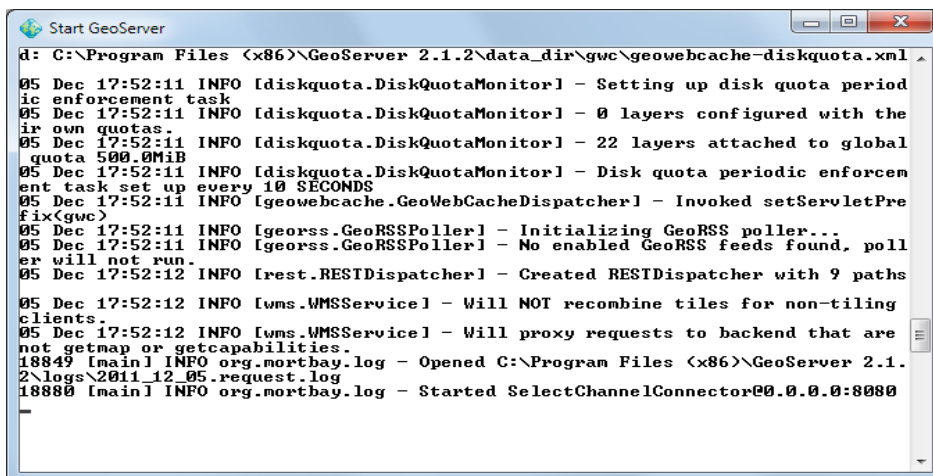 Start GeoServer
d: C:\Program Files (x86)\GeoServer 2.1.2\data_dir\gwc\geowebcache-diskquota.xml
05 Dec 17:52:11 INFO [diskquota.DiskQuotaMonitor] - Setting up disk quota period
ic enforcement task
05 Dec 17:52:11 INFO [diskquota.DiskQuotaMonitor] - 0 layers configured with the
ir own quotas.
05 Dec 17:52:11 INFO [diskquota.DiskQuotaMonitor] - 22 layers attached to global
 quota 500.0MiB
05 Dec 17:52:11 INFO [diskquota.DiskQuotaMonitor] - Disk quota periodic enforcem
ent task set up every 10 SECONDS
05 Dec 17:52:11 INFO [geowebcache.GeoWebCacheDispatcher] - Invoked setServletPre
fix(gwc)
05 Dec 17:52:11 INFO [georss.GeoRSSPoller] - Initializing GeoRSS poller...
05 Dec 17:52:11 INFO [georss.GeoRSSPoller] - No enabled GeoRSS feeds found, poll
er will not run.
05 Dec 17:52:12 INFO [rest.RESTDispatcher] - Created RESTDispatcher with 9 paths
05 Dec 17:52:12 INFO [wms.WMSService] - Will NOT recombine tiles for non-tiling
clients.
05 Dec 17:52:12 INFO [wms.WMSService] - Will proxy requests to backend that are
not getmap or getcapabilities.
18849 [main] INFO org.mortbay.log - Opened C:\Program Files (x86)\GeoServer 2.1.
2\logs\2011_12_05.request.log
18880 [main] INFO org.mortbay.log - Started SelectChannelConnector@0.0.0.0:8080